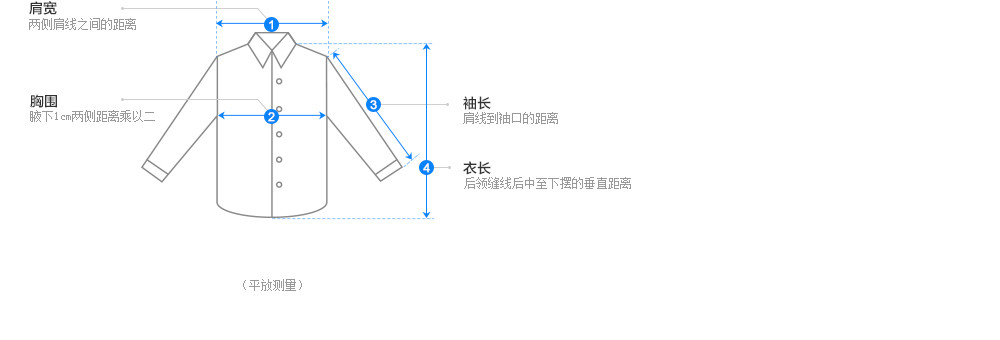 肩宽
两侧肩线之间的距离
1
胸围
腋下1cm两侧距离乘以二
2
3
袖长
肩线到袖口的距离
4
衣长
后领缝线后中至下摆的垂直距离
（平放测量）